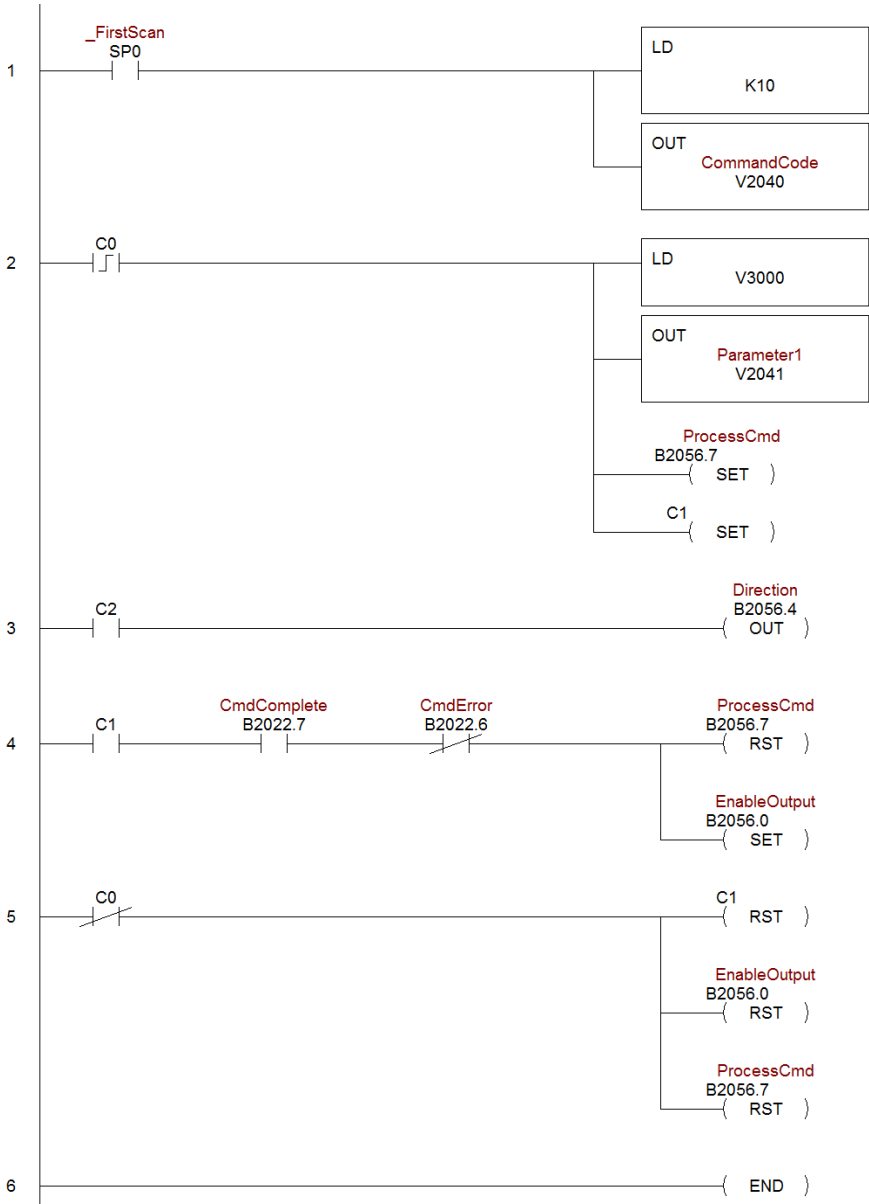 _FirstScan
SP0
1
LD
K10
OUT
CommandCode
V2040
C0
2
LD
V3000
OUT
Parameter1
V2041
ProcessCmd
B2056.7
( SET )
C1
( SET )
C2
3
Direction
B2056.4
( OUT )
C1
CmdComplete
B2022.7
CmdError
B2022.6
4
ProcessCmd
B2056.7
( RST )
EnableOutput
B2056.0
( SET )
C0
5
C1
( RST )
EnableOutput
B2056.0
( RST )
ProcessCmd
B2056.7
( RST )
6
( END )